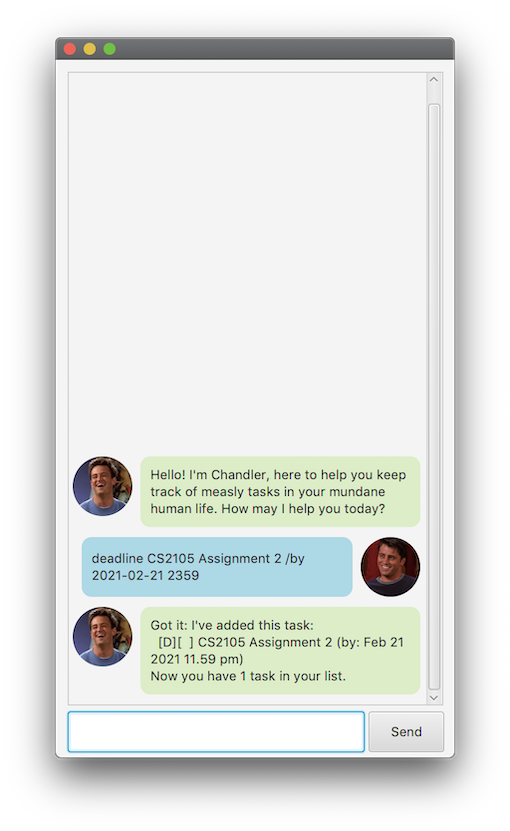 Hello! I'm Chandler, here to help you keep
track of measly tasks in your mundane
human life. How may I help you today?
deadline CS2105 Assignment 2 /by
2021-02-21 2359
Got it: I've added this task:
[D][  ] CS2105 Assignment 2 (by: Feb 21
2021 11.59 pm)
Now you have 1 task in your list.
Send